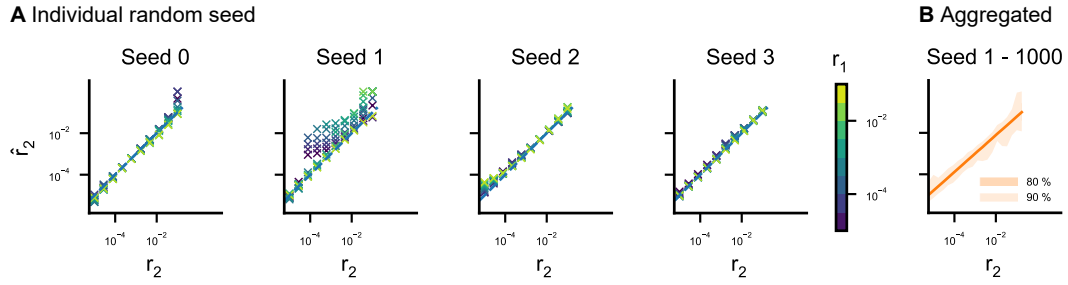 A Individual random seed
B Aggregated
Seed 0
Seed 1
Seed 2
Seed 3
r₁
Seed 1 - 1000
r̂₂
10⁻²
10⁻⁴
10⁻²
10⁻⁴
80 %
90 %
10⁻⁴ 10⁻²
10⁻⁴ 10⁻²
10⁻⁴ 10⁻²
10⁻⁴ 10⁻²
10⁻⁴ 10⁻²
r₂
r₂
r₂
r₂
r₂